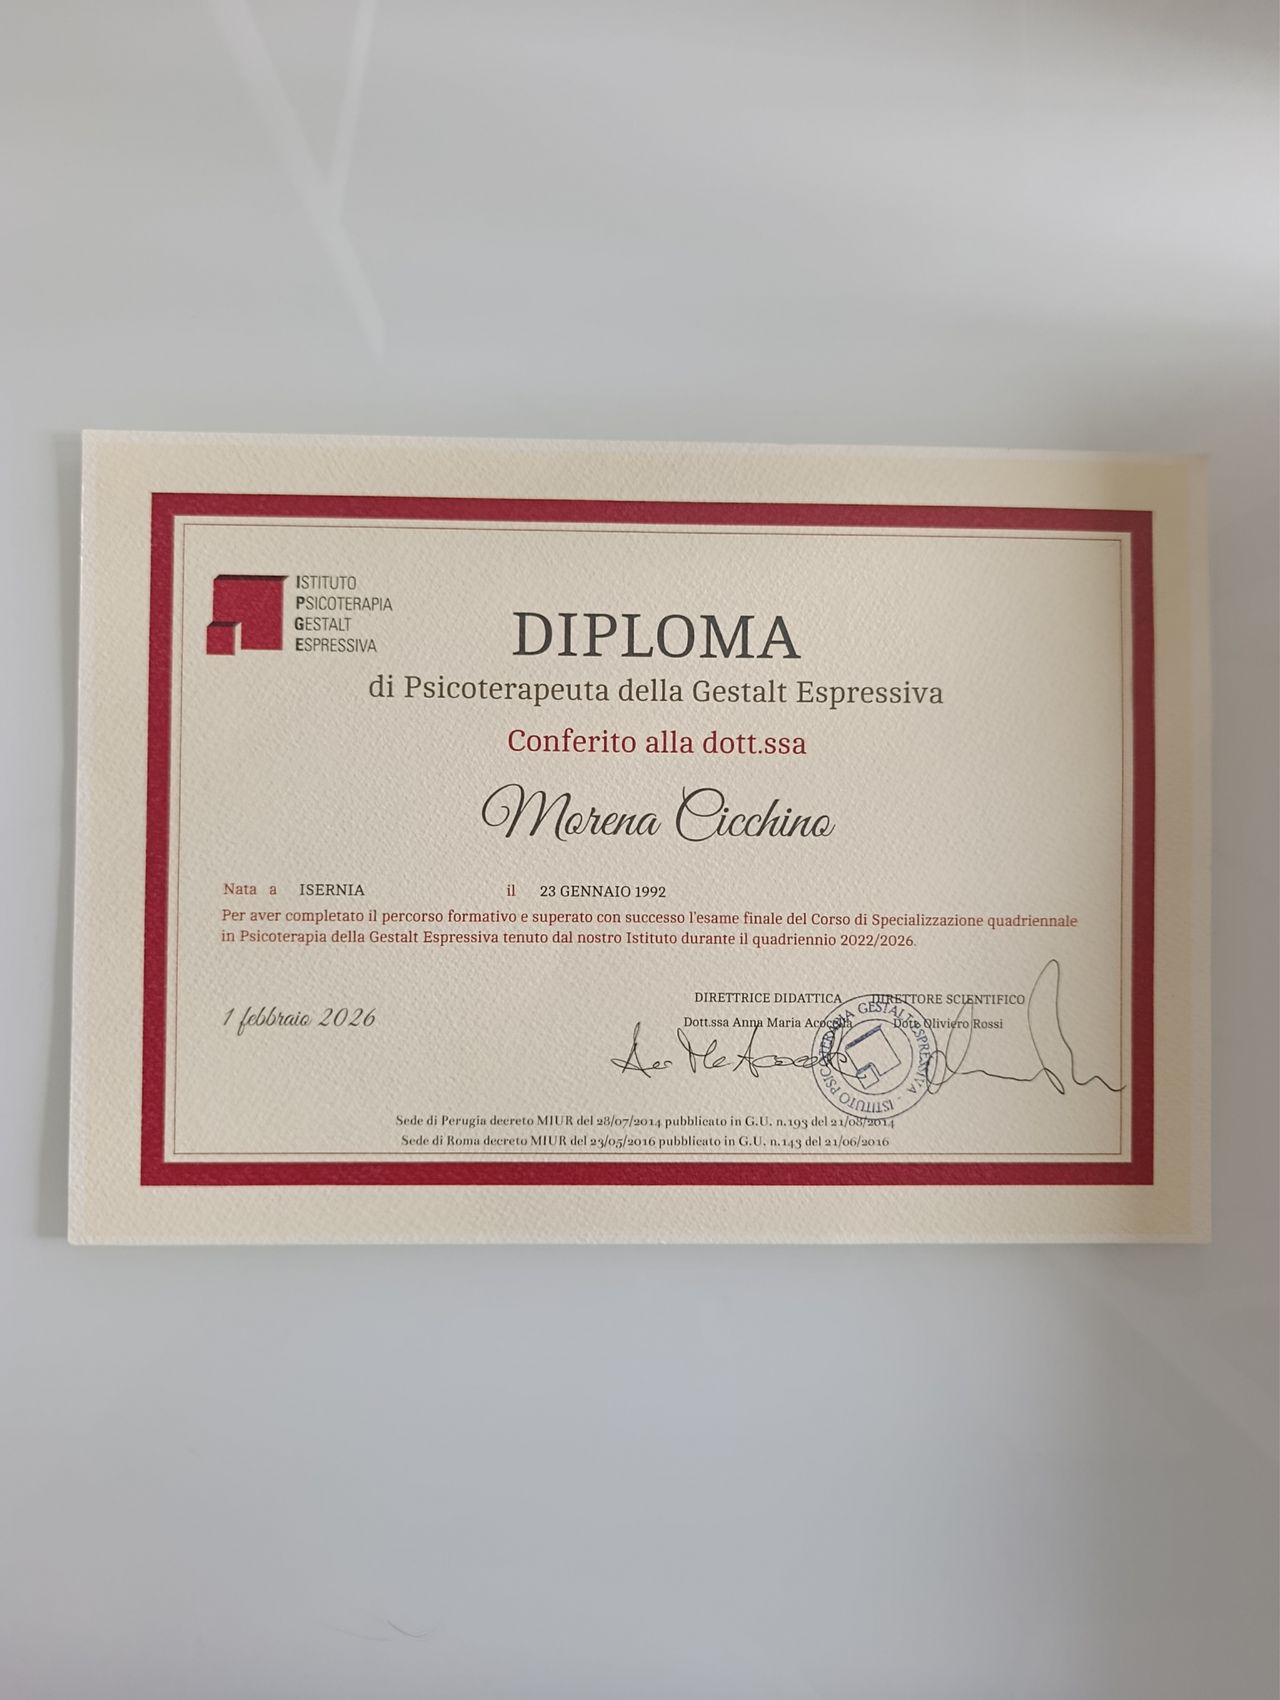 ISTITUTO
PSICOTERAPIA
GESTALT
ESPRESSIVA
DIPLOMA
di Psicoterapeuta della Gestalt Espressiva
Conferito alla dott.ssa
Morena Cicchino
Nata a ISERNIA il 23 GENNAIO 1992
Per aver completato il percorso formativo e superato con successo l'esame finale del Corso di Specializzazione quadriennale
in Psicoterapia della Gestalt Espressiva tenuto dal nostro Istituto durante il quadriennio 2022/2026.
1 febbraio 2026
DIRETTRICE DIDATTICA DIRETTORE SCIENTIFICO
Dott.ssa Anna Maria Acocella Dott. Oliviero Rossi
ISTITUTO PSICOTERAPIA GESTALT ESPRESSIVA
Sede di Perugia decreto MIUR del 28/07/2014 pubblicato in G.U. n.193 del 21/08/2014
Sede di Roma decreto MIUR del 23/05/2016 pubblicato in G.U. n.143 del 21/06/2016